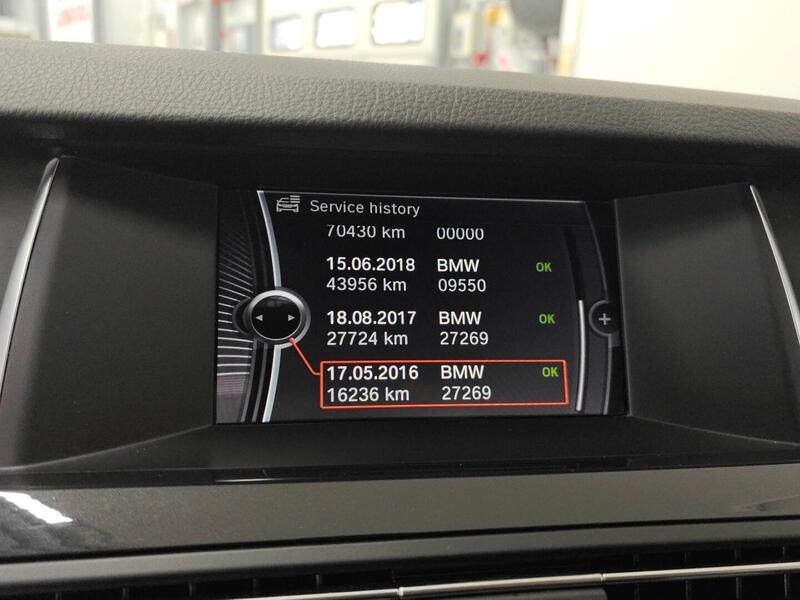 Service history
70430 km 00000
15.06.2018 BMW OK
43956 km 09550
18.08.2017 BMW OK
27724 km 27269
17.05.2016 BMW OK
16236 km 27269